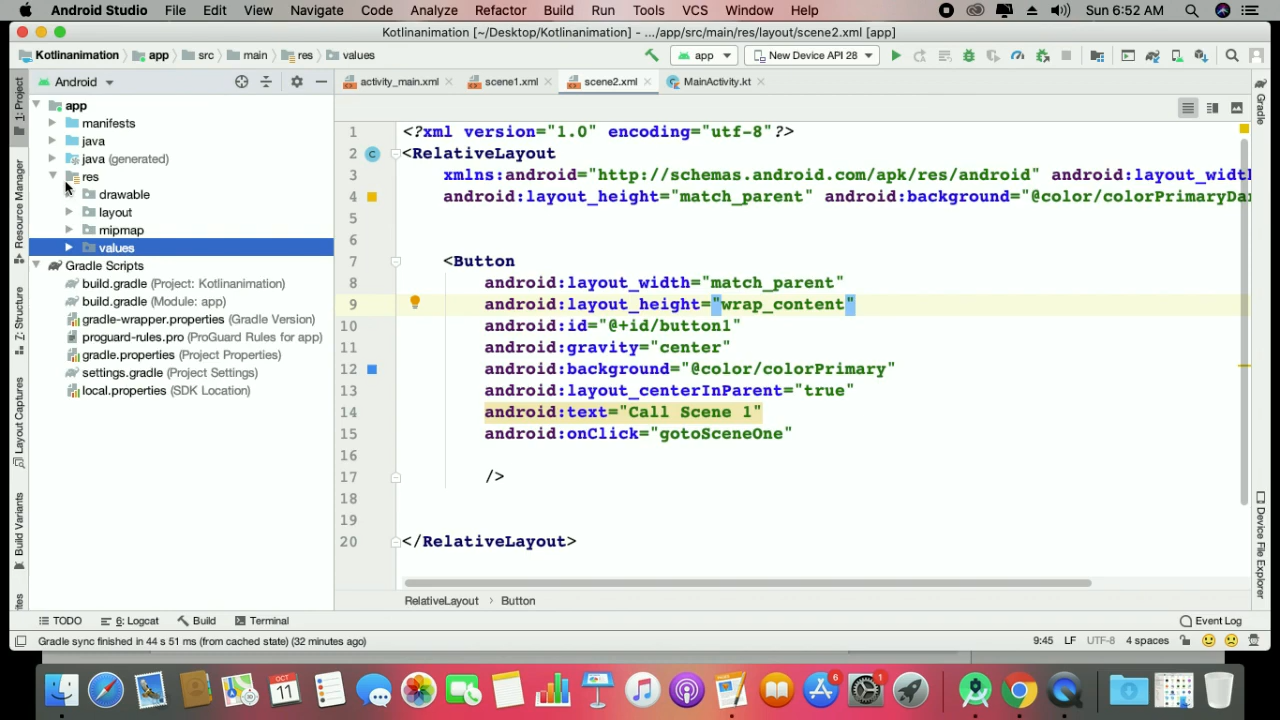 Android Studio File Edit View Navigate Code Analyze Refactor Build Run Tools VCS Window Help Sun 6:52 AM
Kotlinanimation [~/Desktop/Kotlinanimation] - .../app/src/main/res/layout/scene2.xml [app]
Kotlinanimation app src main res values app New Device API 28
Android activity_main.xml scene1.xml scene2.xml MainActivity.kt
app
manifests
java
java (generated)
res
drawable
layout
mipmap
values
Gradle Scripts
build.gradle (Project: Kotlinanimation)
build.gradle (Module: app)
gradle-wrapper.properties (Gradle Version)
proguard-rules.pro (ProGuard Rules for app)
gradle.properties (Project Properties)
settings.gradle (Project Settings)
local.properties (SDK Location)
1: Project
Resource Manager
7: Structure
Layout Captures
Build Variants
1 <?xml version="1.0" encoding="utf-8"?>
2 <RelativeLayout
3 xmlns:android="http://schemas.android.com/apk/res/android" android:layout_widt
4 android:layout_height="match_parent" android:background="@color/colorPrimaryDa
5
6
7 <Button
8 android:layout_width="match_parent"
9 android:layout_height="wrap_content"
10 android:id="@+id/button1"
11 android:gravity="center"
12 android:background="@color/colorPrimary"
13 android:layout_centerInParent="true"
14 android:text="Call Scene 1"
15 android:onClick="gotoSceneOne"
16
17 />
18
19
20 </RelativeLayout>
RelativeLayout › Button
Gradle
Device File Explorer
TODO 6: Logcat Build Terminal Event Log
Gradle sync finished in 44 s 51 ms (from cached state) (32 minutes ago) 9:45 LF UTF-8 4 spaces
OCT
11
6
1